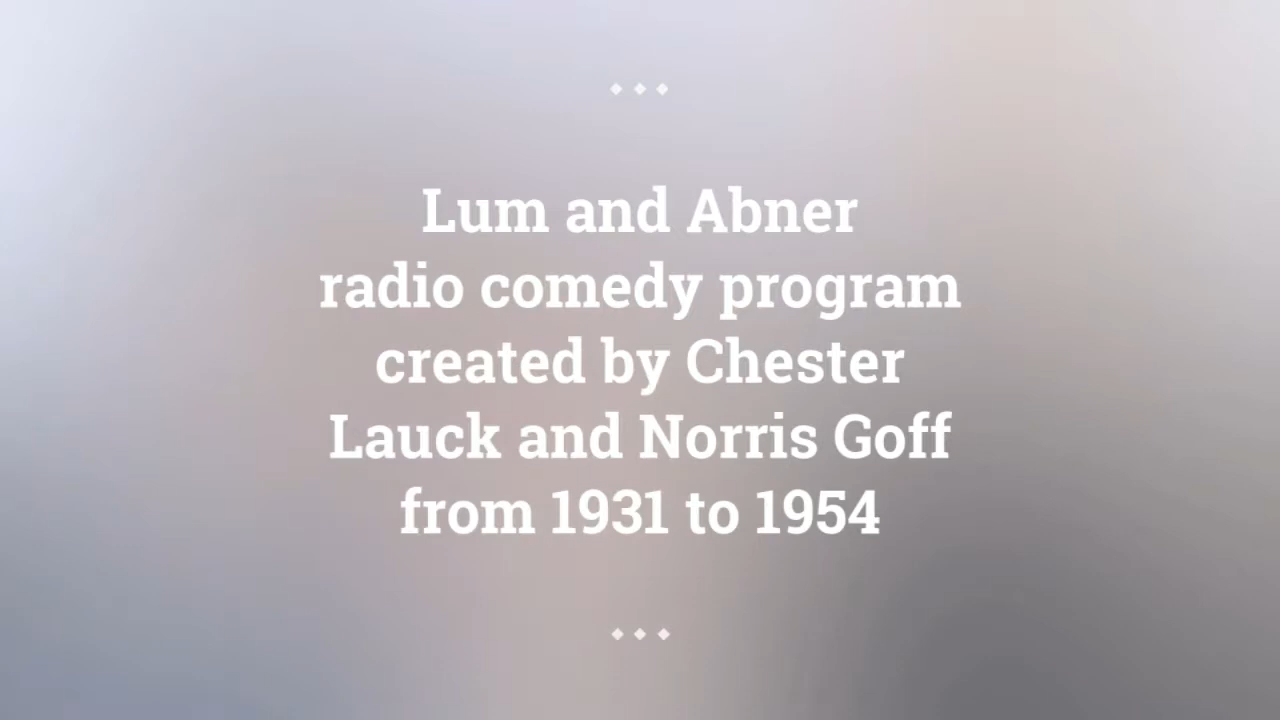 Lum and Abner
radio comedy program
created by Chester
Lauck and Norris Goff
from 1931 to 1954